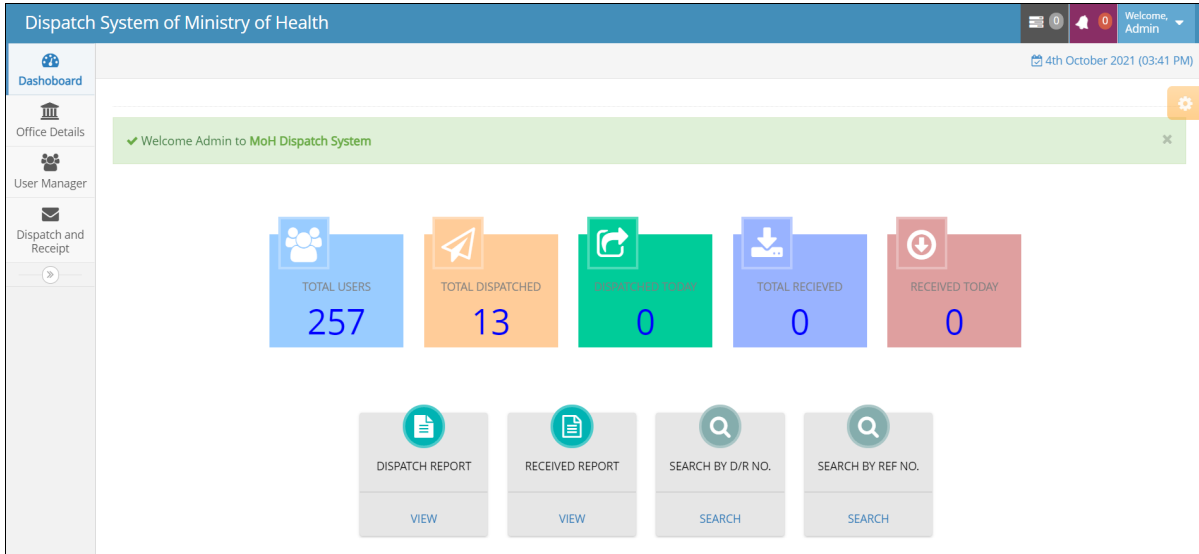 Dispatch System of Ministry of Health
0
0
Welcome,
Admin
Dashoboard
4th October 2021 (03:41 PM)
Office Details
Welcome Admin to MoH Dispatch System
User Manager
Dispatch and
Receipt
TOTAL USERS
257
TOTAL DISPATCHED
13
DISPATCHED TODAY
0
TOTAL RECIEVED
0
RECEIVED TODAY
0
DISPATCH REPORT
VIEW
RECEIVED REPORT
VIEW
SEARCH BY D/R NO.
SEARCH
SEARCH BY REF NO.
SEARCH